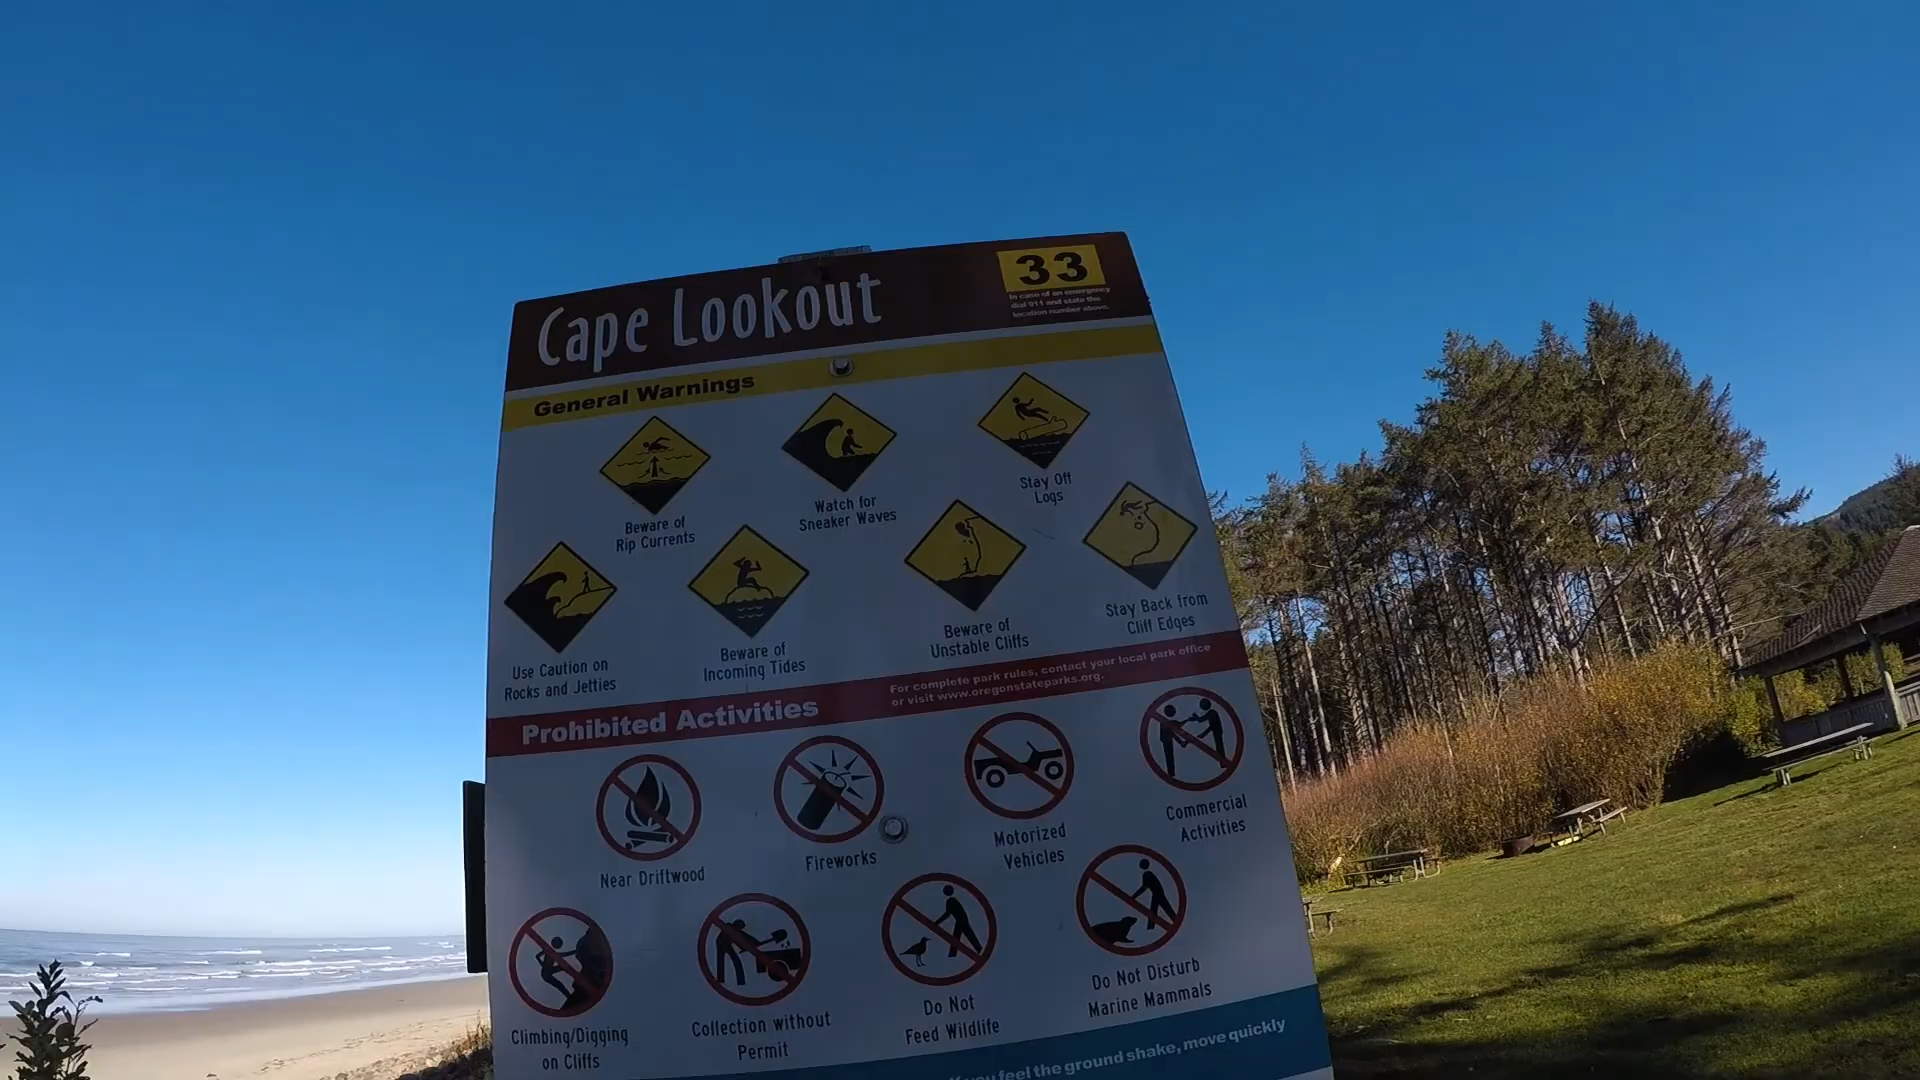 Cape Lookout
33
In case of an emergency
dial 911 and state the
location number above.
General Warnings
Beware of
Rip Currents
Watch for
Sneaker Waves
Stay Off
Logs
Use Caution on
Rocks and Jetties
Beware of
Incoming Tides
Beware of
Unstable Cliffs
Stay Back from
Cliff Edges
Prohibited Activities
For complete park rules, contact your local park office
or visit www.oregonstateparks.org.
Near Driftwood
Fireworks
Motorized
Vehicles
Commercial
Activities
Climbing/Digging
on Cliffs
Collection without
Permit
Do Not
Feed Wildlife
Do Not Disturb
Marine Mammals
If you feel the ground shake, move quickly